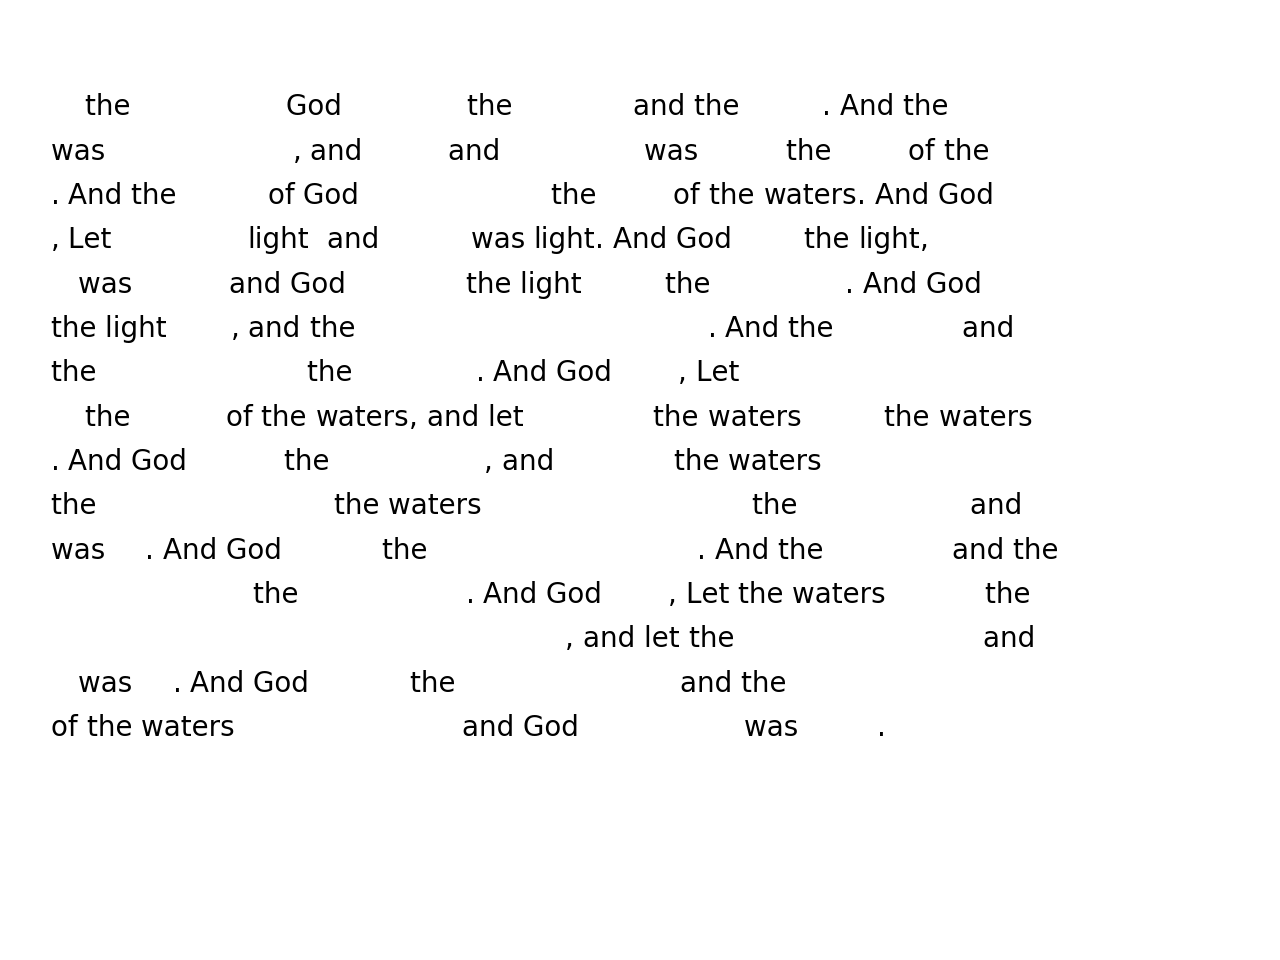 the God the and the . And the
was , and and was the of the
. And the of God the of the waters. And God
, Let light and was light. And God the light,
was and God the light the . And God
the light , and the . And the and
the the . And God , Let
the of the waters, and let the waters the waters
. And God the , and the waters
the the waters the and
was . And God the . And the and the
the . And God , Let the waters the
, and let the and
was . And God the and the
of the waters and God was .